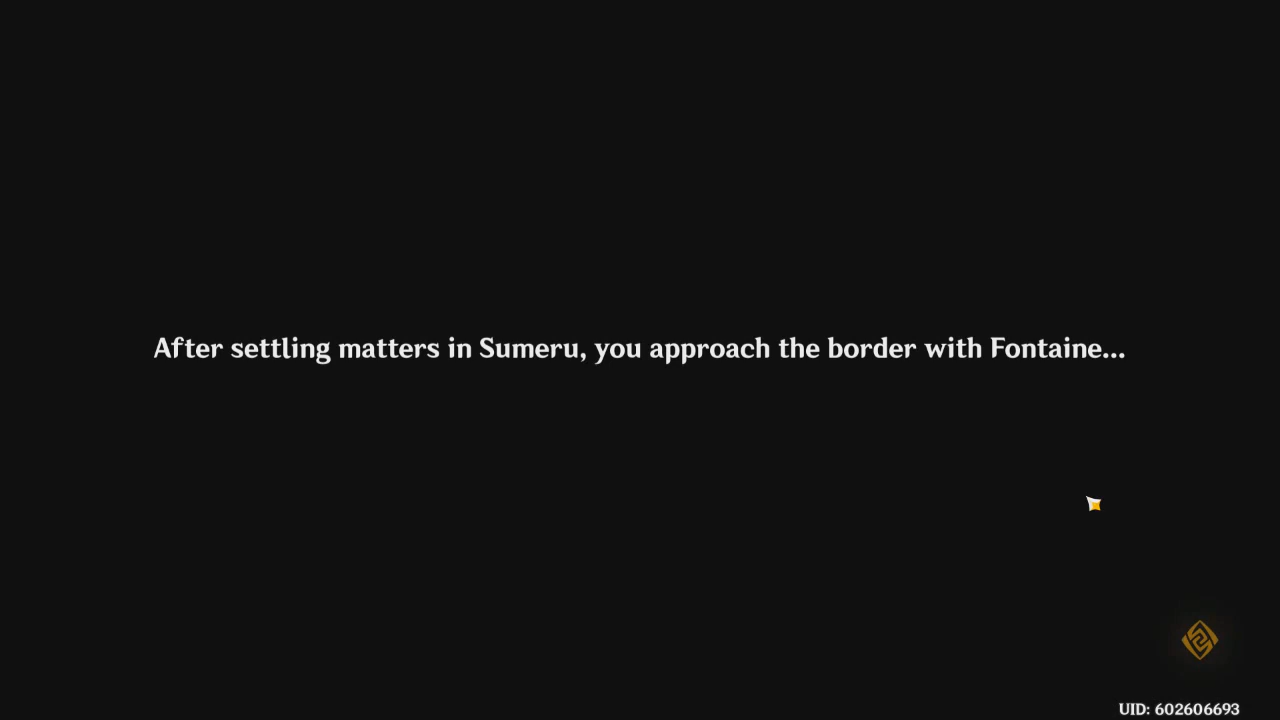 After settling matters in Sumeru, you approach the border with Fontaine...
UID: 602606693